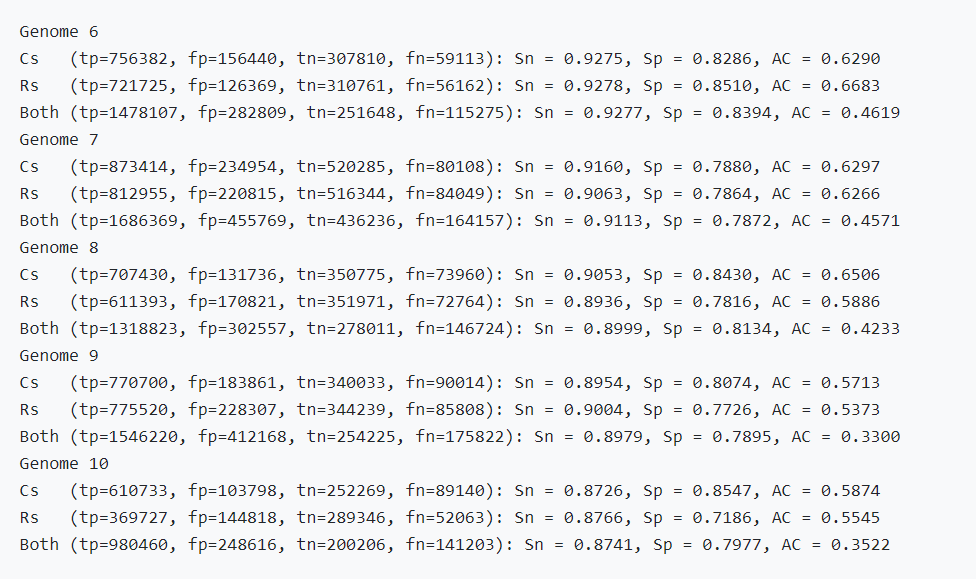 Genome 6
Cs   (tp=756382, fp=156440, tn=307810, fn=59113): Sn = 0.9275, Sp = 0.8286, AC = 0.6290
Rs   (tp=721725, fp=126369, tn=310761, fn=56162): Sn = 0.9278, Sp = 0.8510, AC = 0.6683
Both (tp=1478107, fp=282809, tn=251648, fn=115275): Sn = 0.9277, Sp = 0.8394, AC = 0.4619
Genome 7
Cs   (tp=873414, fp=234954, tn=520285, fn=80108): Sn = 0.9160, Sp = 0.7880, AC = 0.6297
Rs   (tp=812955, fp=220815, tn=516344, fn=84049): Sn = 0.9063, Sp = 0.7864, AC = 0.6266
Both (tp=1686369, fp=455769, tn=436236, fn=164157): Sn = 0.9113, Sp = 0.7872, AC = 0.4571
Genome 8
Cs   (tp=707430, fp=131736, tn=350775, fn=73960): Sn = 0.9053, Sp = 0.8430, AC = 0.6506
Rs   (tp=611393, fp=170821, tn=351971, fn=72764): Sn = 0.8936, Sp = 0.7816, AC = 0.5886
Both (tp=1318823, fp=302557, tn=278011, fn=146724): Sn = 0.8999, Sp = 0.8134, AC = 0.4233
Genome 9
Cs   (tp=770700, fp=183861, tn=340033, fn=90014): Sn = 0.8954, Sp = 0.8074, AC = 0.5713
Rs   (tp=775520, fp=228307, tn=344239, fn=85808): Sn = 0.9004, Sp = 0.7726, AC = 0.5373
Both (tp=1546220, fp=412168, tn=254225, fn=175822): Sn = 0.8979, Sp = 0.7895, AC = 0.3300
Genome 10
Cs   (tp=610733, fp=103798, tn=252269, fn=89140): Sn = 0.8726, Sp = 0.8547, AC = 0.5874
Rs   (tp=369727, fp=144818, tn=289346, fn=52063): Sn = 0.8766, Sp = 0.7186, AC = 0.5545
Both (tp=980460, fp=248616, tn=200206, fn=141203): Sn = 0.8741, Sp = 0.7977, AC = 0.3522